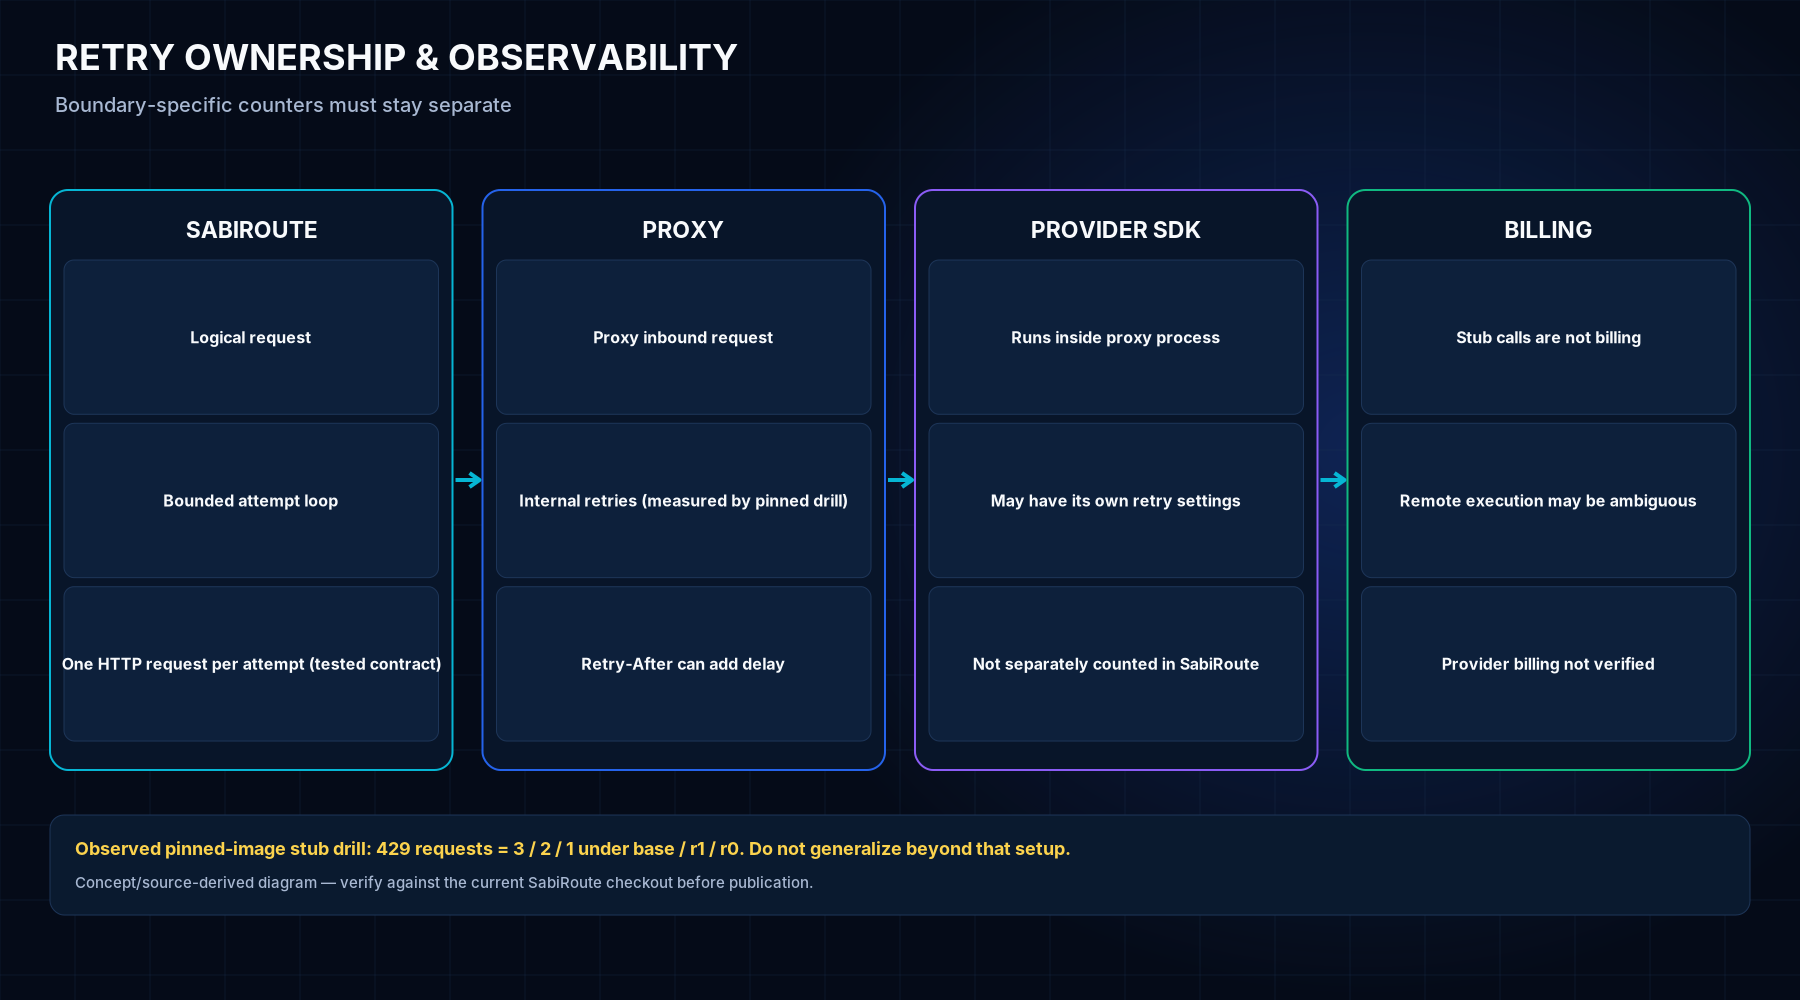 RETRY OWNERSHIP & OBSERVABILITY
Boundary-specific counters must stay separate
SABIROUTE
Logical request
Bounded attempt loop
One HTTP request per attempt (tested contract)
PROXY
Proxy inbound request
Internal retries (measured by pinned drill)
Retry-After can add delay
PROVIDER SDK
Runs inside proxy process
May have its own retry settings
Not separately counted in SabiRoute
BILLING
Stub calls are not billing
Remote execution may be ambiguous
Provider billing not verified
Observed pinned-image stub drill: 429 requests = 3 / 2 / 1 under base / r1 / r0. Do not generalize beyond that setup.
Concept/source-derived diagram — verify against the current SabiRoute checkout before publication.